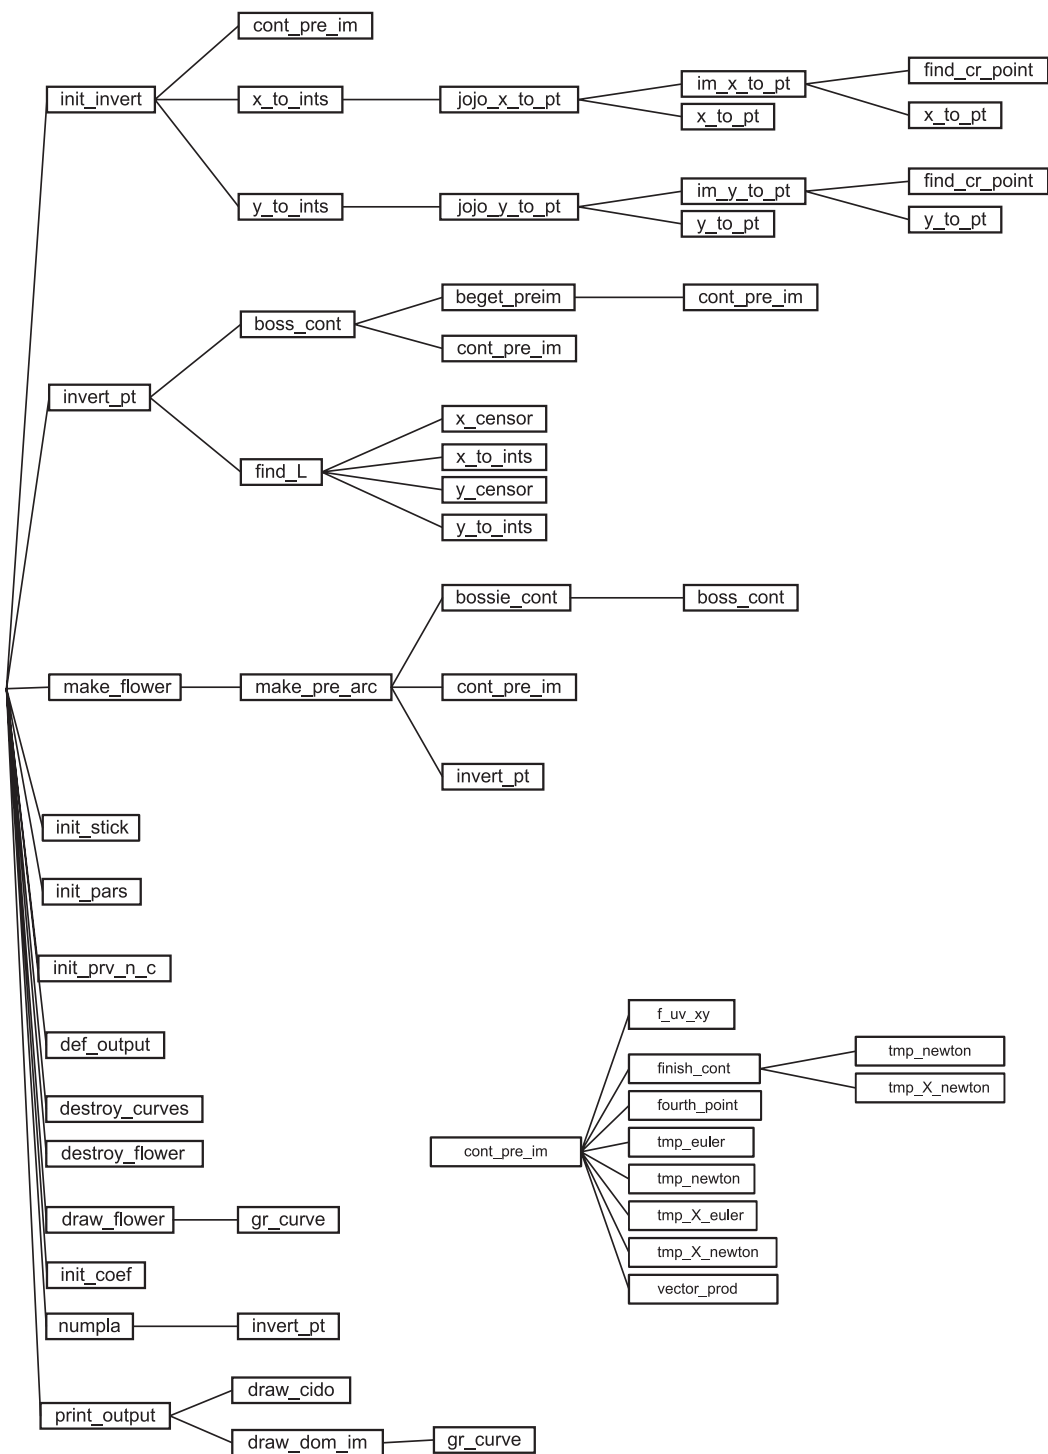 cont_pre_im
init_invert
x_to_ints
jojo_x_to_pt
im_x_to_pt
find_cr_point
x_to_pt
x_to_pt
y_to_ints
jojo_y_to_pt
im_y_to_pt
find_cr_point
y_to_pt
y_to_pt
beget_preim
cont_pre_im
boss_cont
cont_pre_im
invert_pt
x_censor
x_to_ints
find_L
y_censor
y_to_ints
bossie_cont
boss_cont
make_flower
make_pre_arc
cont_pre_im
invert_pt
init_stick
init_pars
init_prv_n_c
def_output
destroy_curves
destroy_flower
draw_flower
gr_curve
init_coef
numpla
invert_pt
print_output
draw_cido
draw_dom_im
gr_curve
cont_pre_im
f_uv_xy
finish_cont
tmp_newton
tmp_X_newton
fourth_point
tmp_euler
tmp_newton
tmp_X_euler
tmp_X_newton
vector_prod